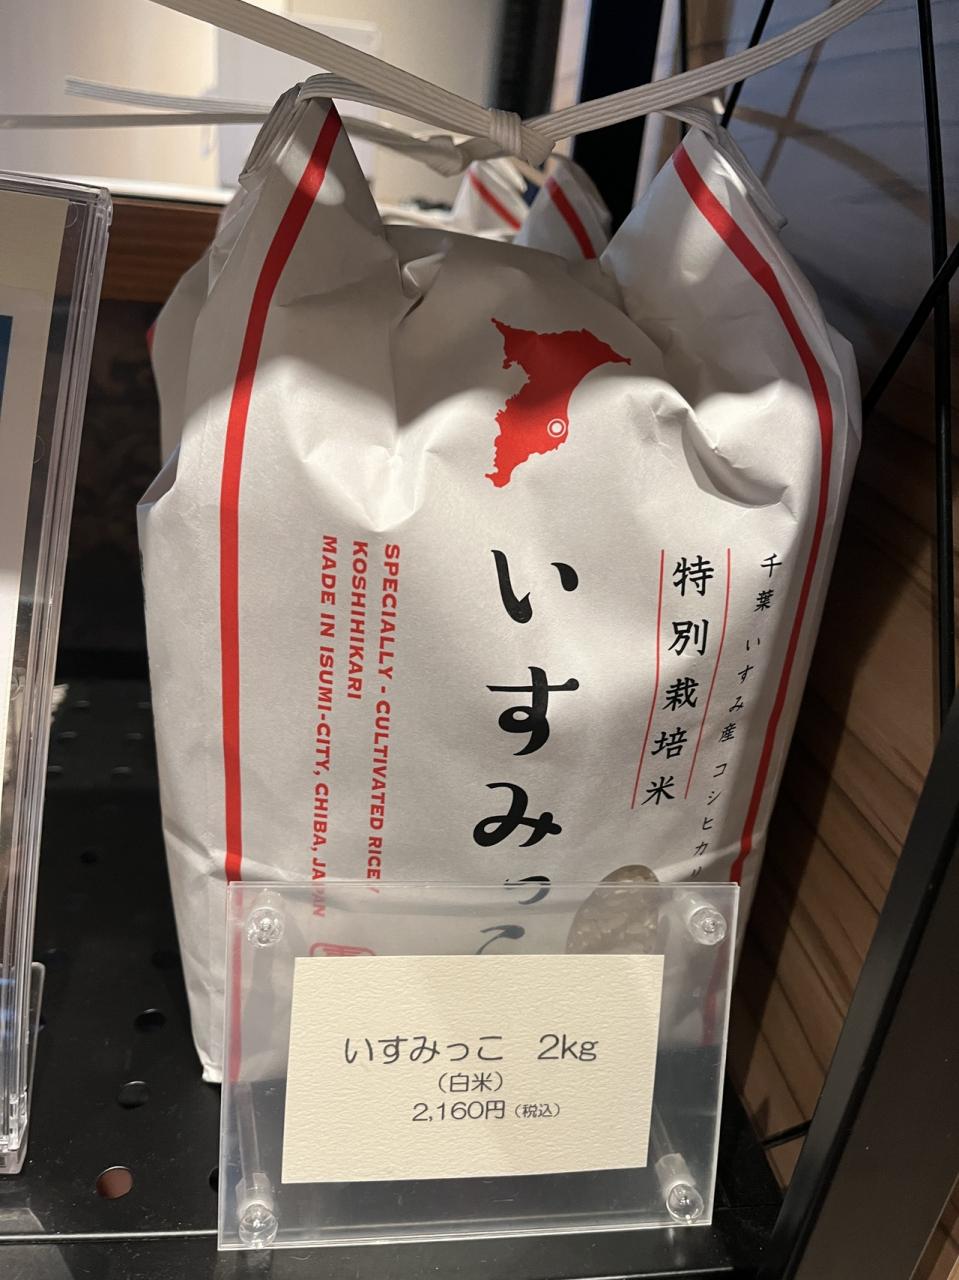 千葉 いすみ産 コシヒカリ
特別栽培米
いすみっこ
SPECIALLY - CULTIVATED RICE /
KOSHIHIKARI
MADE IN ISUMI-CITY, CHIBA, JAPAN
いすみっこ 2kg
（白米）
2,160円（税込）